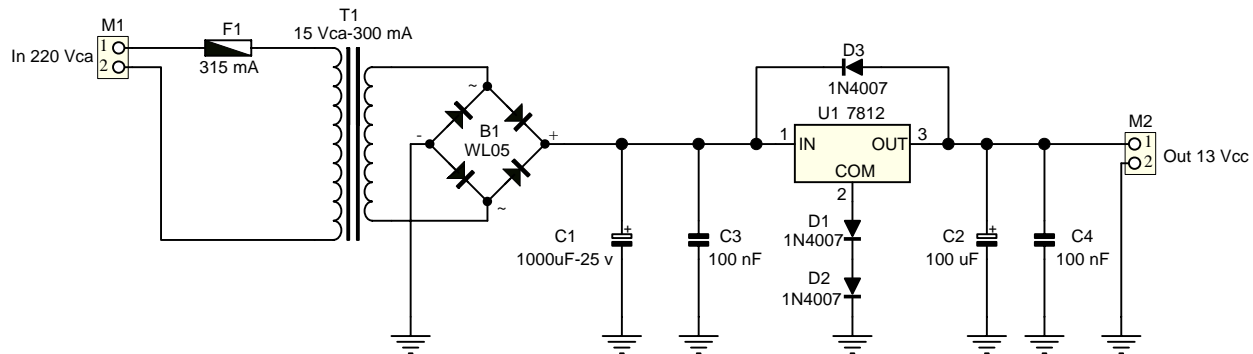 M1
In 220 Vca
1
2
F1
315 mA
T1
15 Vca-300 mA
~
-
B1
WL05
+
~
C1
+
1000uF-25 v
C3
100 nF
D3
1N4007
U1 7812
1
IN
OUT
3
COM
2
D1
1N4007
D2
1N4007
C2
+
100 uF
C4
100 nF
M2
1
2
Out 13 Vcc